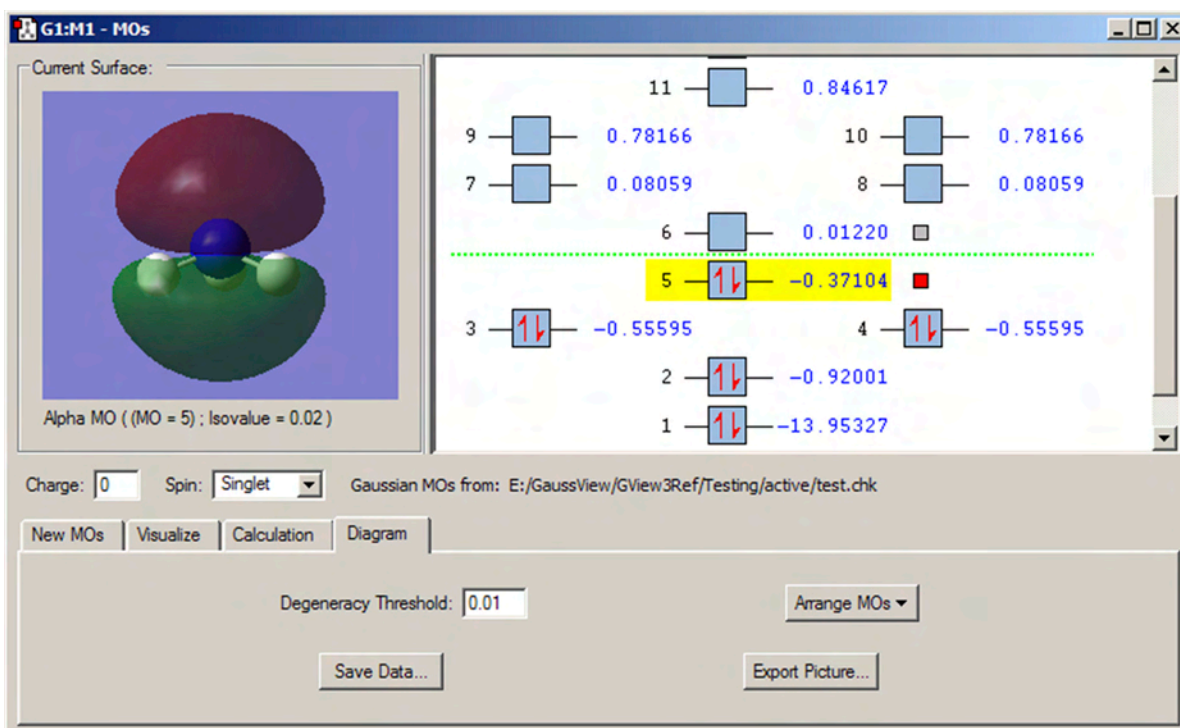 G1:M1 - MOs
Current Surface:
11 0.84617
9 0.78166 10 0.78166
7 0.08059 8 0.08059
6 0.01220
5 -0.37104
3 -0.55595 4 -0.55595
2 -0.92001
1 -13.95327
Alpha MO ( (MO = 5) ; Isovalue = 0.02 )
Charge: 0 Spin: Singlet Gaussian MOs from: E:/GaussView/GView3Ref/Testing/active/test.chk
New MOs Visualize Calculation Diagram
Degeneracy Threshold: 0.01 Arrange MOs
Save Data... Export Picture...